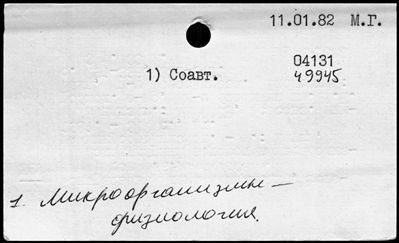 11.01.82 М.Г.
04131
1) Соавт. 49945
1. Микроорганизмы —
физиология.